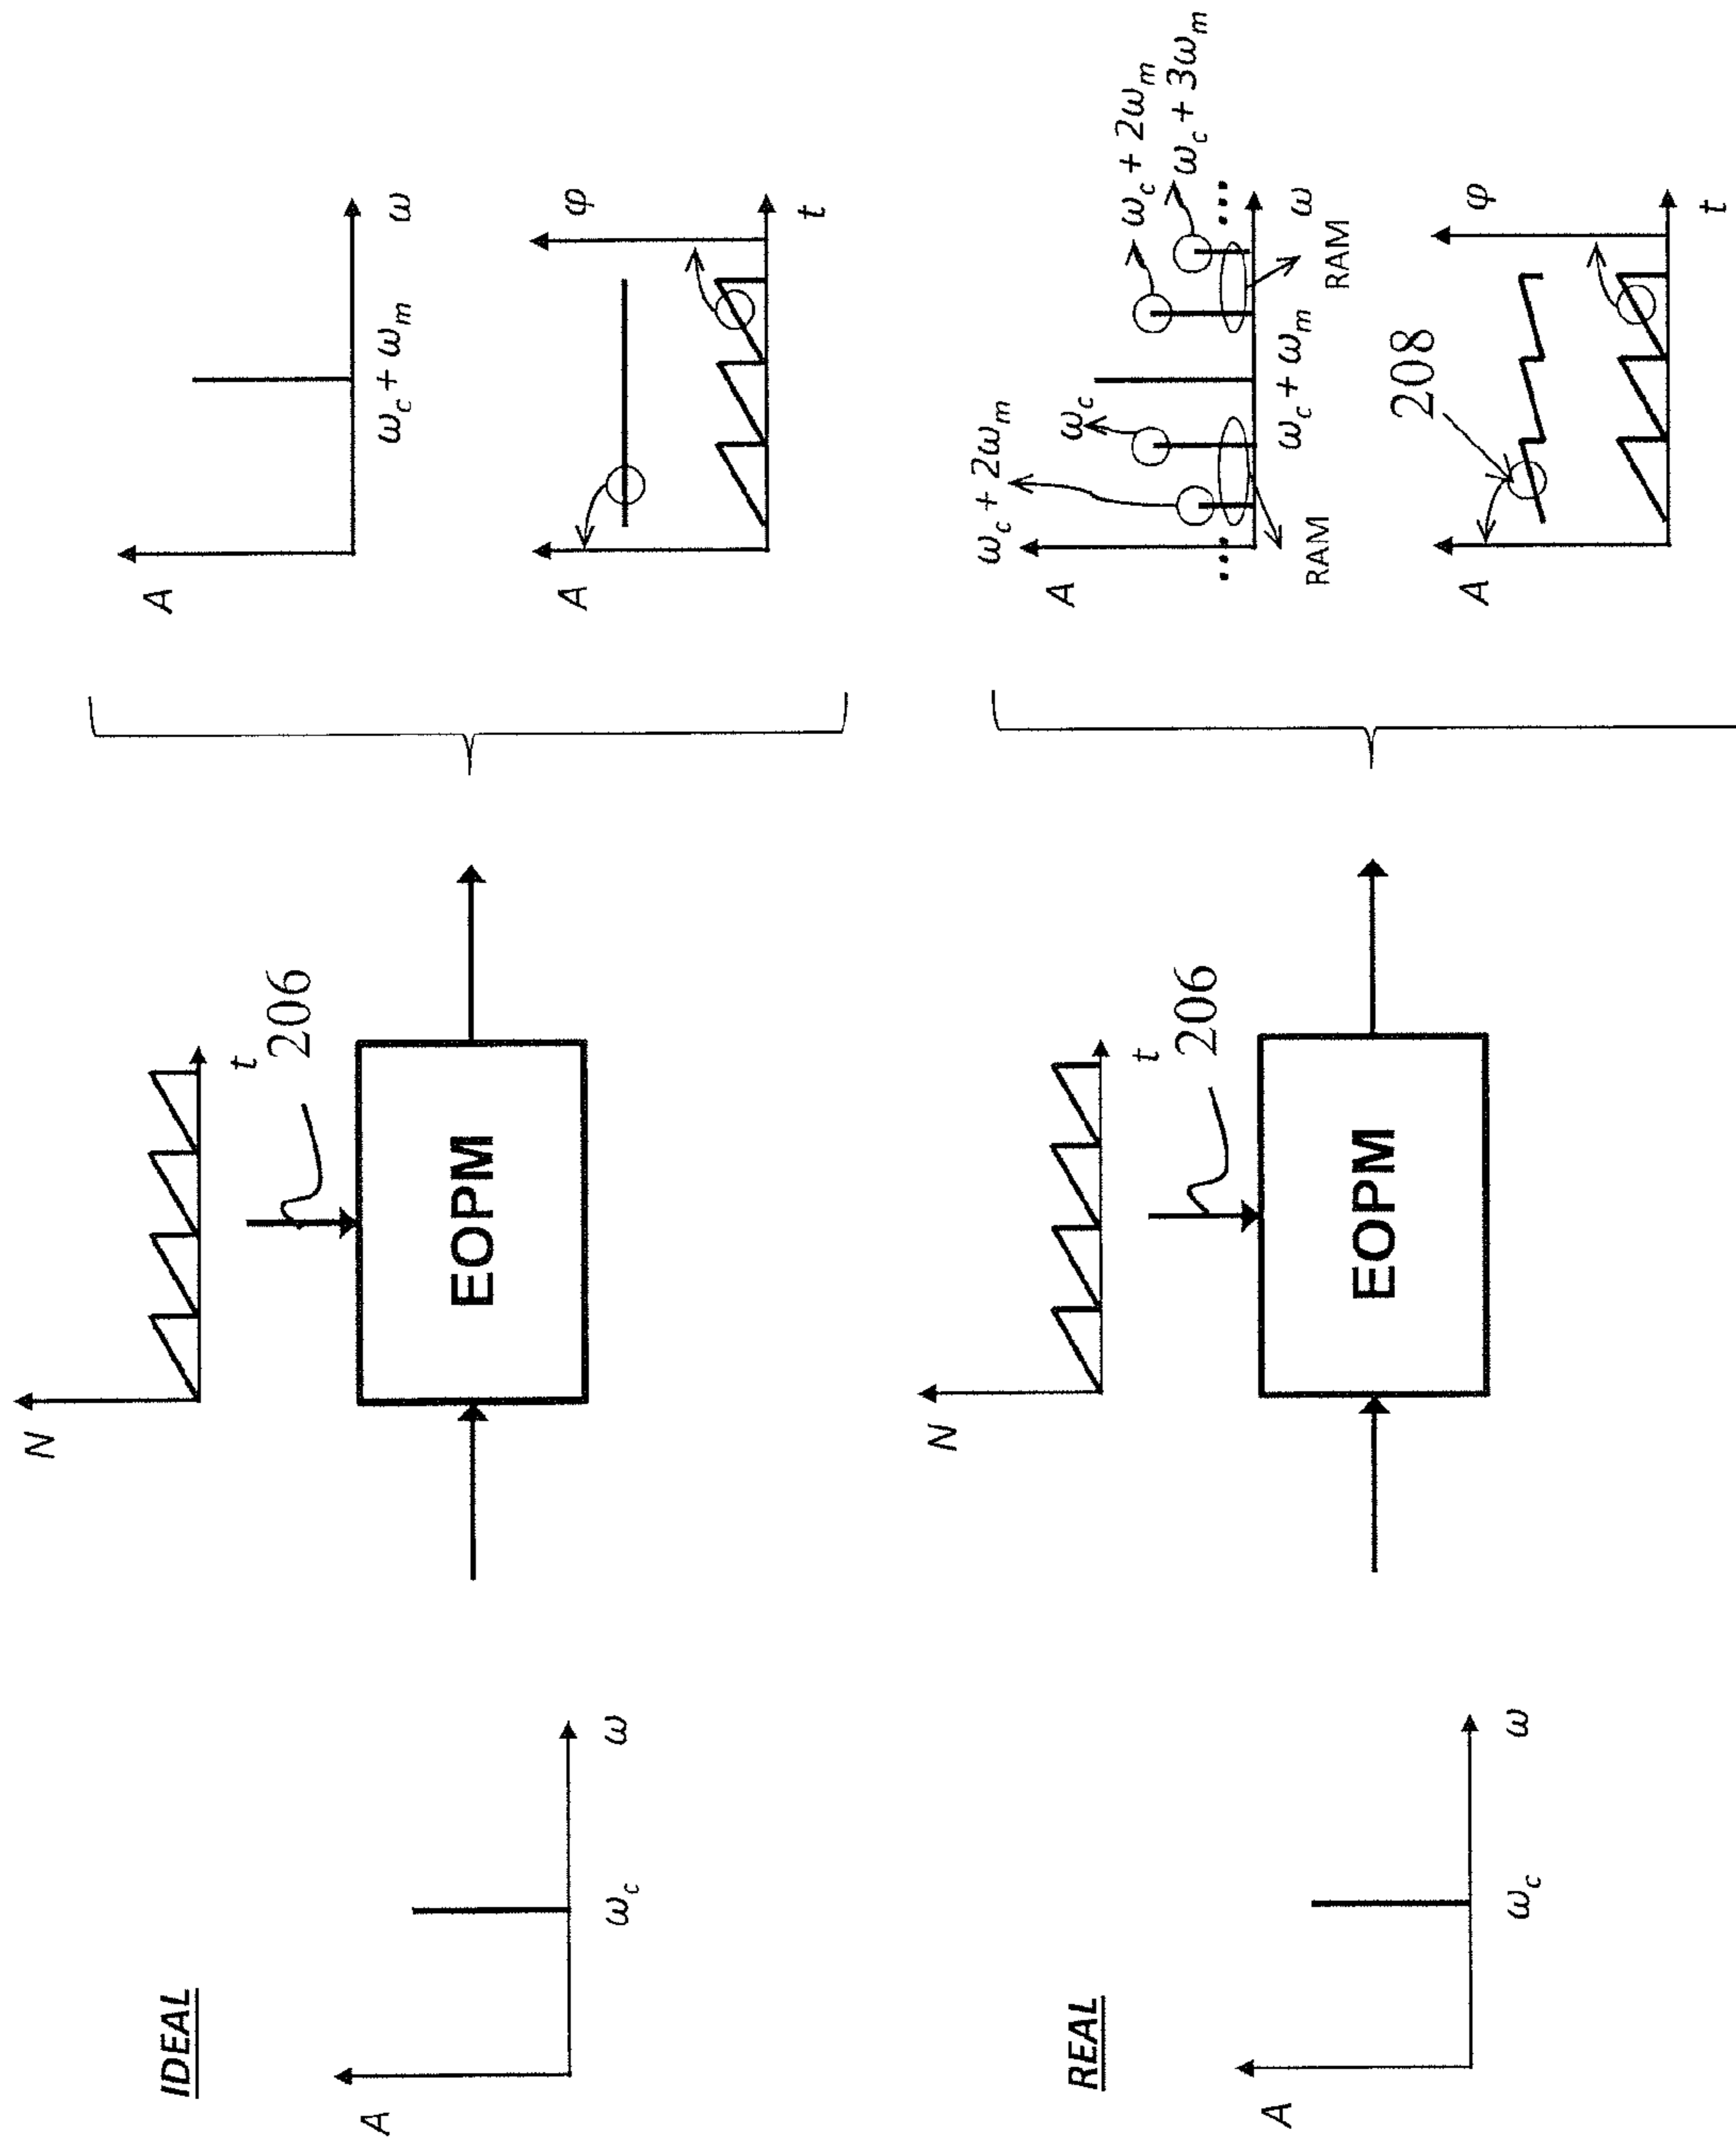 IDEAL
A
ω
ω_c
N
t
206
EOPM
A
ω
ω_c + ω_m
A
φ
t
REAL
A
ω
ω_c
N
t
206
EOPM
ω_c + 2ω_m
A
ω_c
ω_c + 2ω_m
ω_c + 3ω_m
...
...
ω
ω_c + ω_m
RAM
RAM
208
A
φ
t